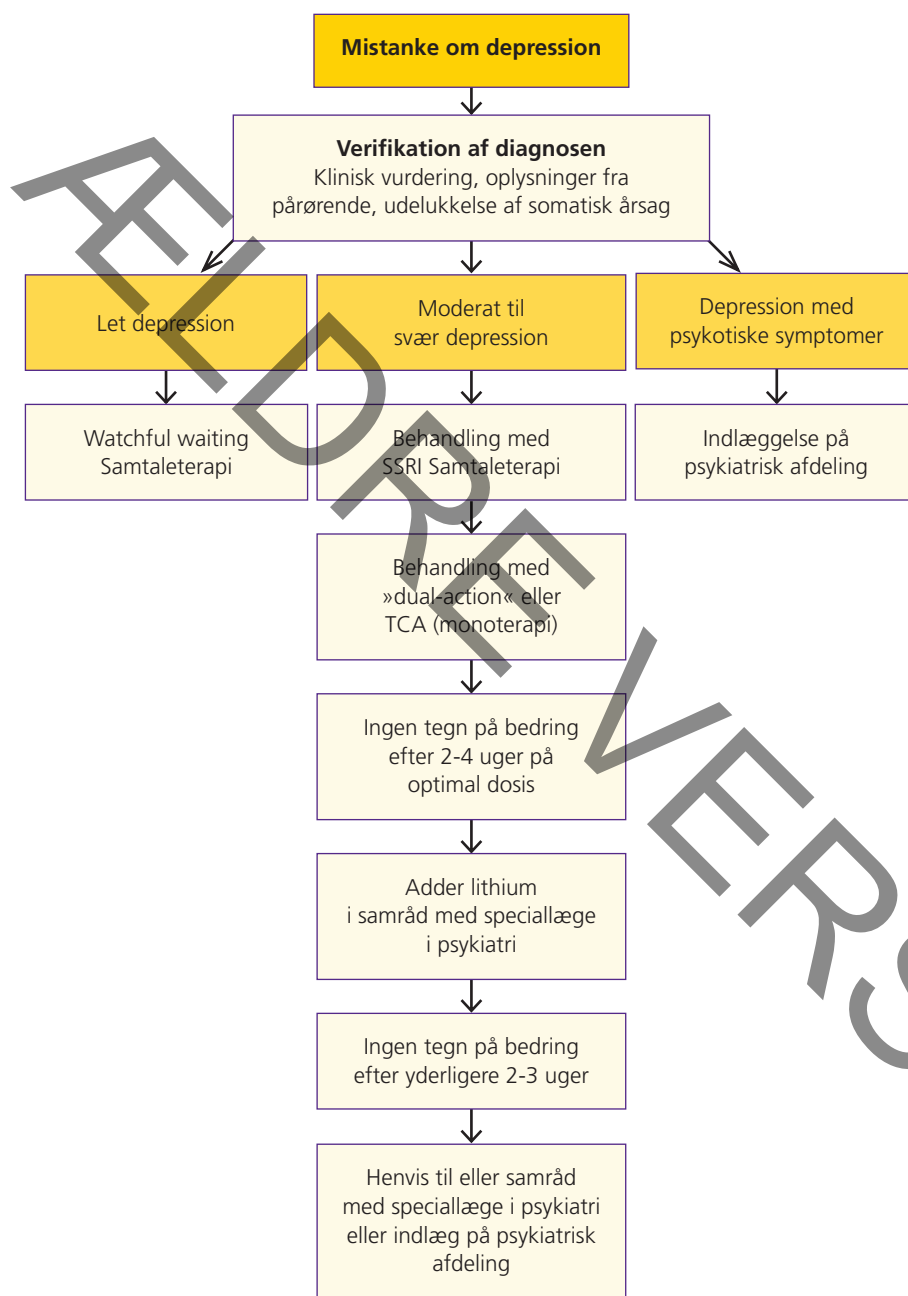 Mistanke om depression
Verifikation af diagnosen
Klinisk vurdering, oplysninger fra
pårørende, udelukkelse af somatisk årsag
Let depression
Moderat til
svær depression
Depression med
psykotiske symptomer
Watchful waiting
Samtaleterapi
Behandling med
SSRI Samtaleterapi
Indlæggelse på
psykiatrisk afdeling
Behandling med
»dual-action« eller
TCA (monoterapi)
Ingen tegn på bedring
efter 2-4 uger på
optimal dosis
Adder lithium
i samråd med speciallæge
i psykiatri
Ingen tegn på bedring
efter yderligere 2-3 uger
Henvis til eller samråd
med speciallæge i psykiatri
eller indlæg på psykiatrisk
afdeling
ÆLDRE VERS